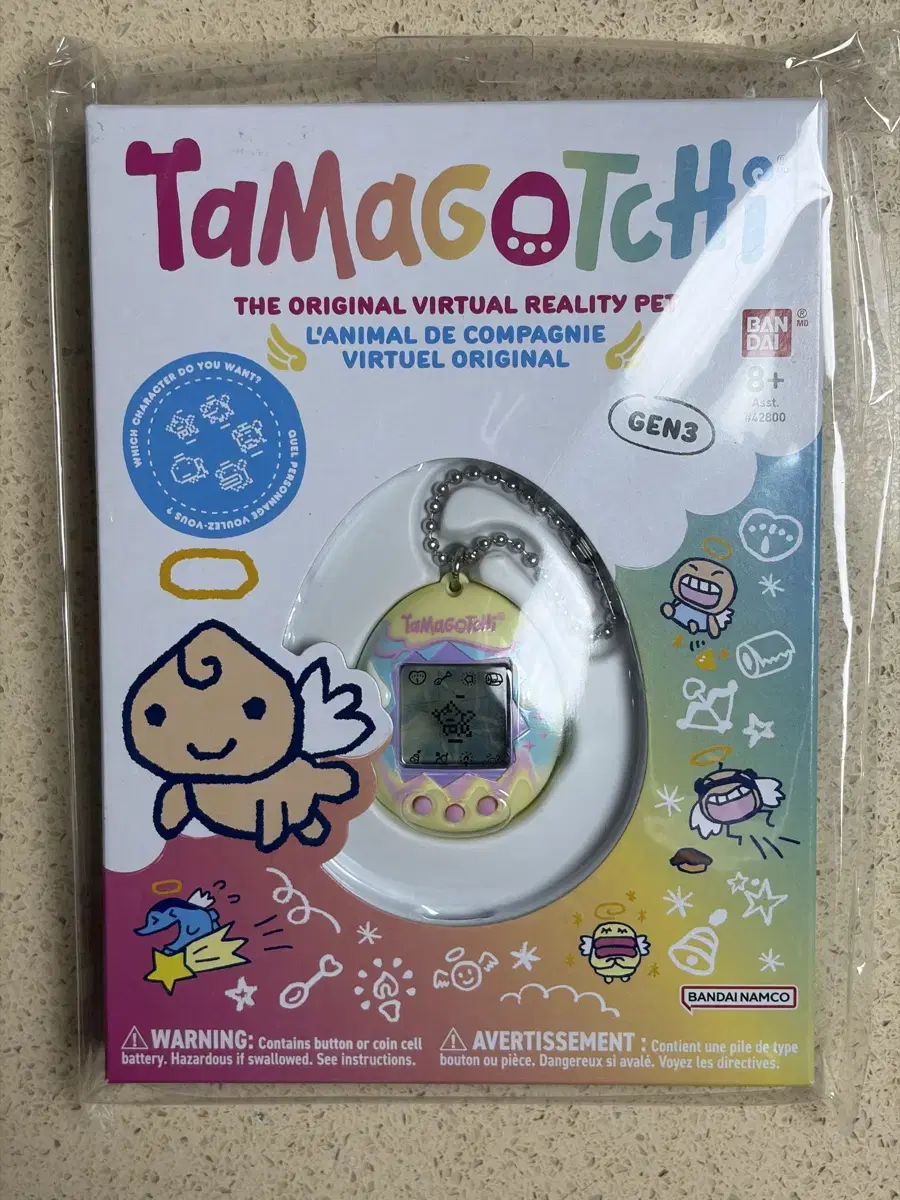 TaMaGOTcHi
THE ORIGINAL VIRTUAL REALITY PET
L'ANIMAL DE COMPAGNIE
VIRTUEL ORIGINAL
BAN
DAI
® MD
8+
Asst.
#42800
GEN3
WHICH CHARACTER DO YOU WANT?
QUEL PERSONNAGE VOULEZ-VOUS ?
TaMaGOTcHi
BANDAI NAMCO
WARNING: Contains button or coin cell
battery. Hazardous if swallowed. See instructions.
AVERTISSEMENT : Contient une pile de type
bouton ou pièce. Dangereux si avalé. Voyez les directives.